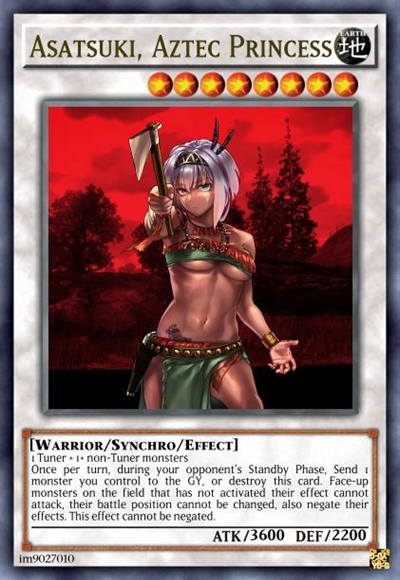 Asatsuki, Aztec Princess
EARTH
地
[Warrior/Synchro/Effect]
1 Tuner + 1+ non-Tuner monsters
Once per turn, during your opponent's Standby Phase, Send 1
monster you control to the GY, or destroy this card. Face-up
monsters on the field that has not activated their effect cannot
attack, their battle position cannot be changed, also negate their
effects. This effect cannot be negated.
ATK/3600 DEF/2200
im9027010